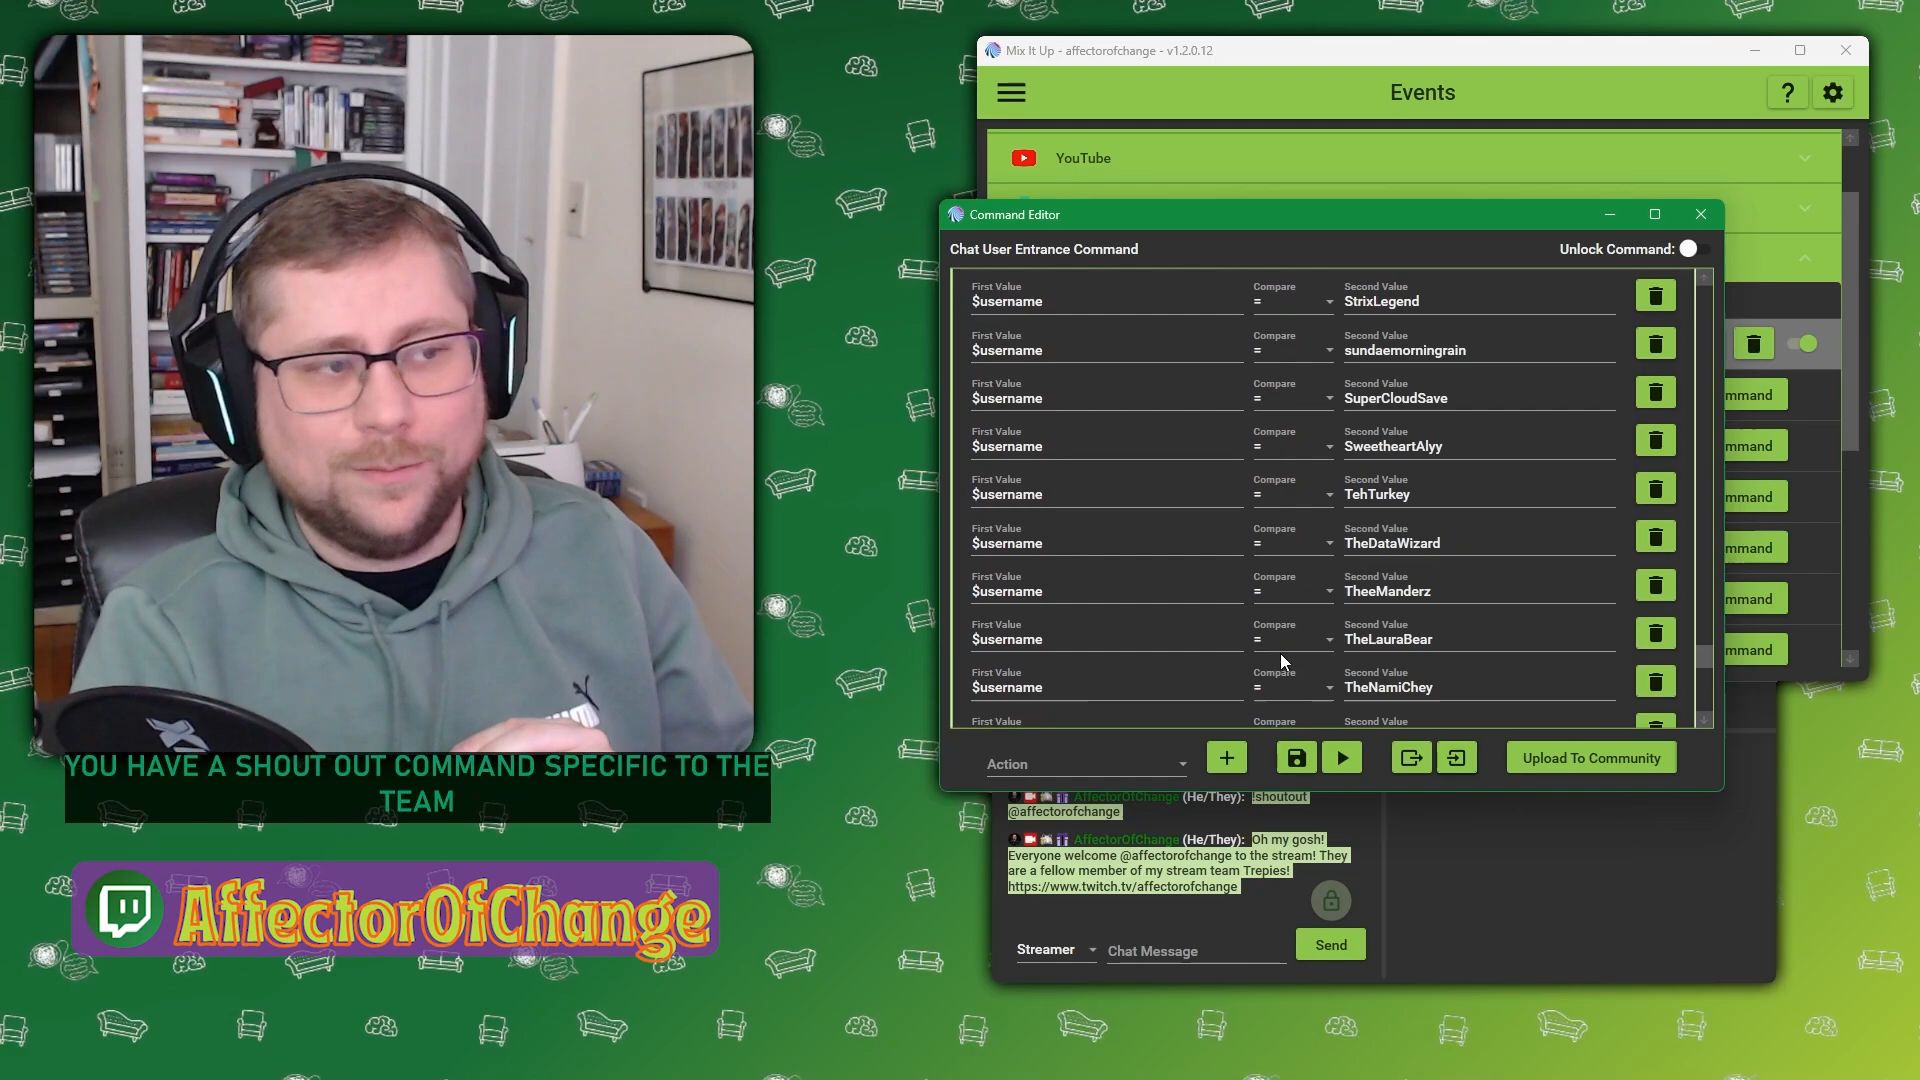 Mix It Up - affectorofchange - v1.2.0.12
Events
?
YouTube
Command Editor
Chat User Entrance Command
Unlock Command:
First Value
Compare
Second Value
$username
=
StrixLegend
First Value
Compare
Second Value
$username
=
sundaemorningrain
First Value
Compare
Second Value
$username
=
SuperCloudSave
First Value
Compare
Second Value
$username
=
SweetheartAlyy
First Value
Compare
Second Value
$username
=
TehTurkey
First Value
Compare
Second Value
$username
=
TheDataWizard
First Value
Compare
Second Value
$username
=
TheeManderz
First Value
Compare
Second Value
$username
=
TheLauraBear
First Value
Compare
Second Value
$username
=
TheNamiChey
First Value
Compare
Second Value
mmand
mmand
mmand
mmand
mmand
mmand
Action
Upload To Community
AffectorOfChange (He/They): !shoutout
@affectorofchange
AffectorOfChange (He/They): Oh my gosh!
Everyone welcome @affectorofchange to the stream! They
are a fellow member of my stream team Trepies!
https://www.twitch.tv/affectorofchange
Streamer
Chat Message
Send
YOU HAVE A SHOUT OUT COMMAND SPECIFIC TO THE
TEAM
AffectorOfChange